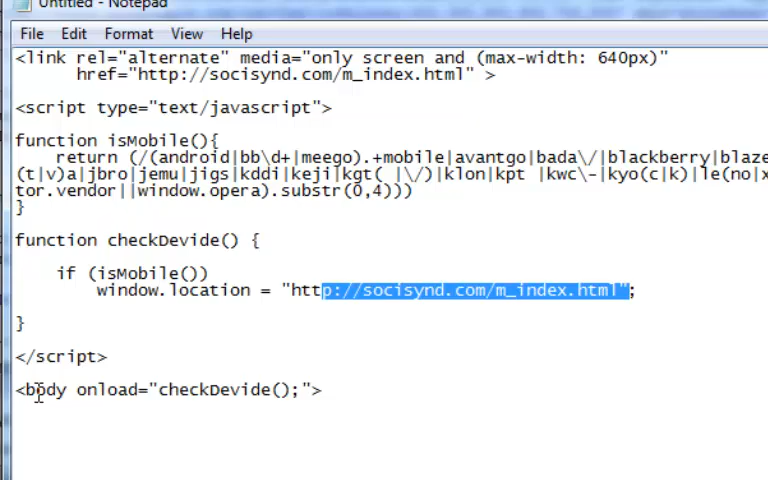 Untitled - Notepad
File Edit Format View Help
<link rel="alternate" media="only screen and (max-width: 640px)"
href="http://socisynd.com/m_index.html" >
<script type="text/javascript">
function isMobile(){
return (/(android|bb\d+|meego).+mobile|avantgo|bada\/|blackberry|blaze
(t|v)a|jbro|jemu|jigs|kddi|keji|kgt( |\/)|klon|kpt |kwc\-|kyo(c|k)|le(no|x
tor.vendor||window.opera).substr(0,4)))
}
function checkDevide() {
if (isMobile())
window.location = "http://socisynd.com/m_index.html";
}
</script>
<body onload="checkDevide();">